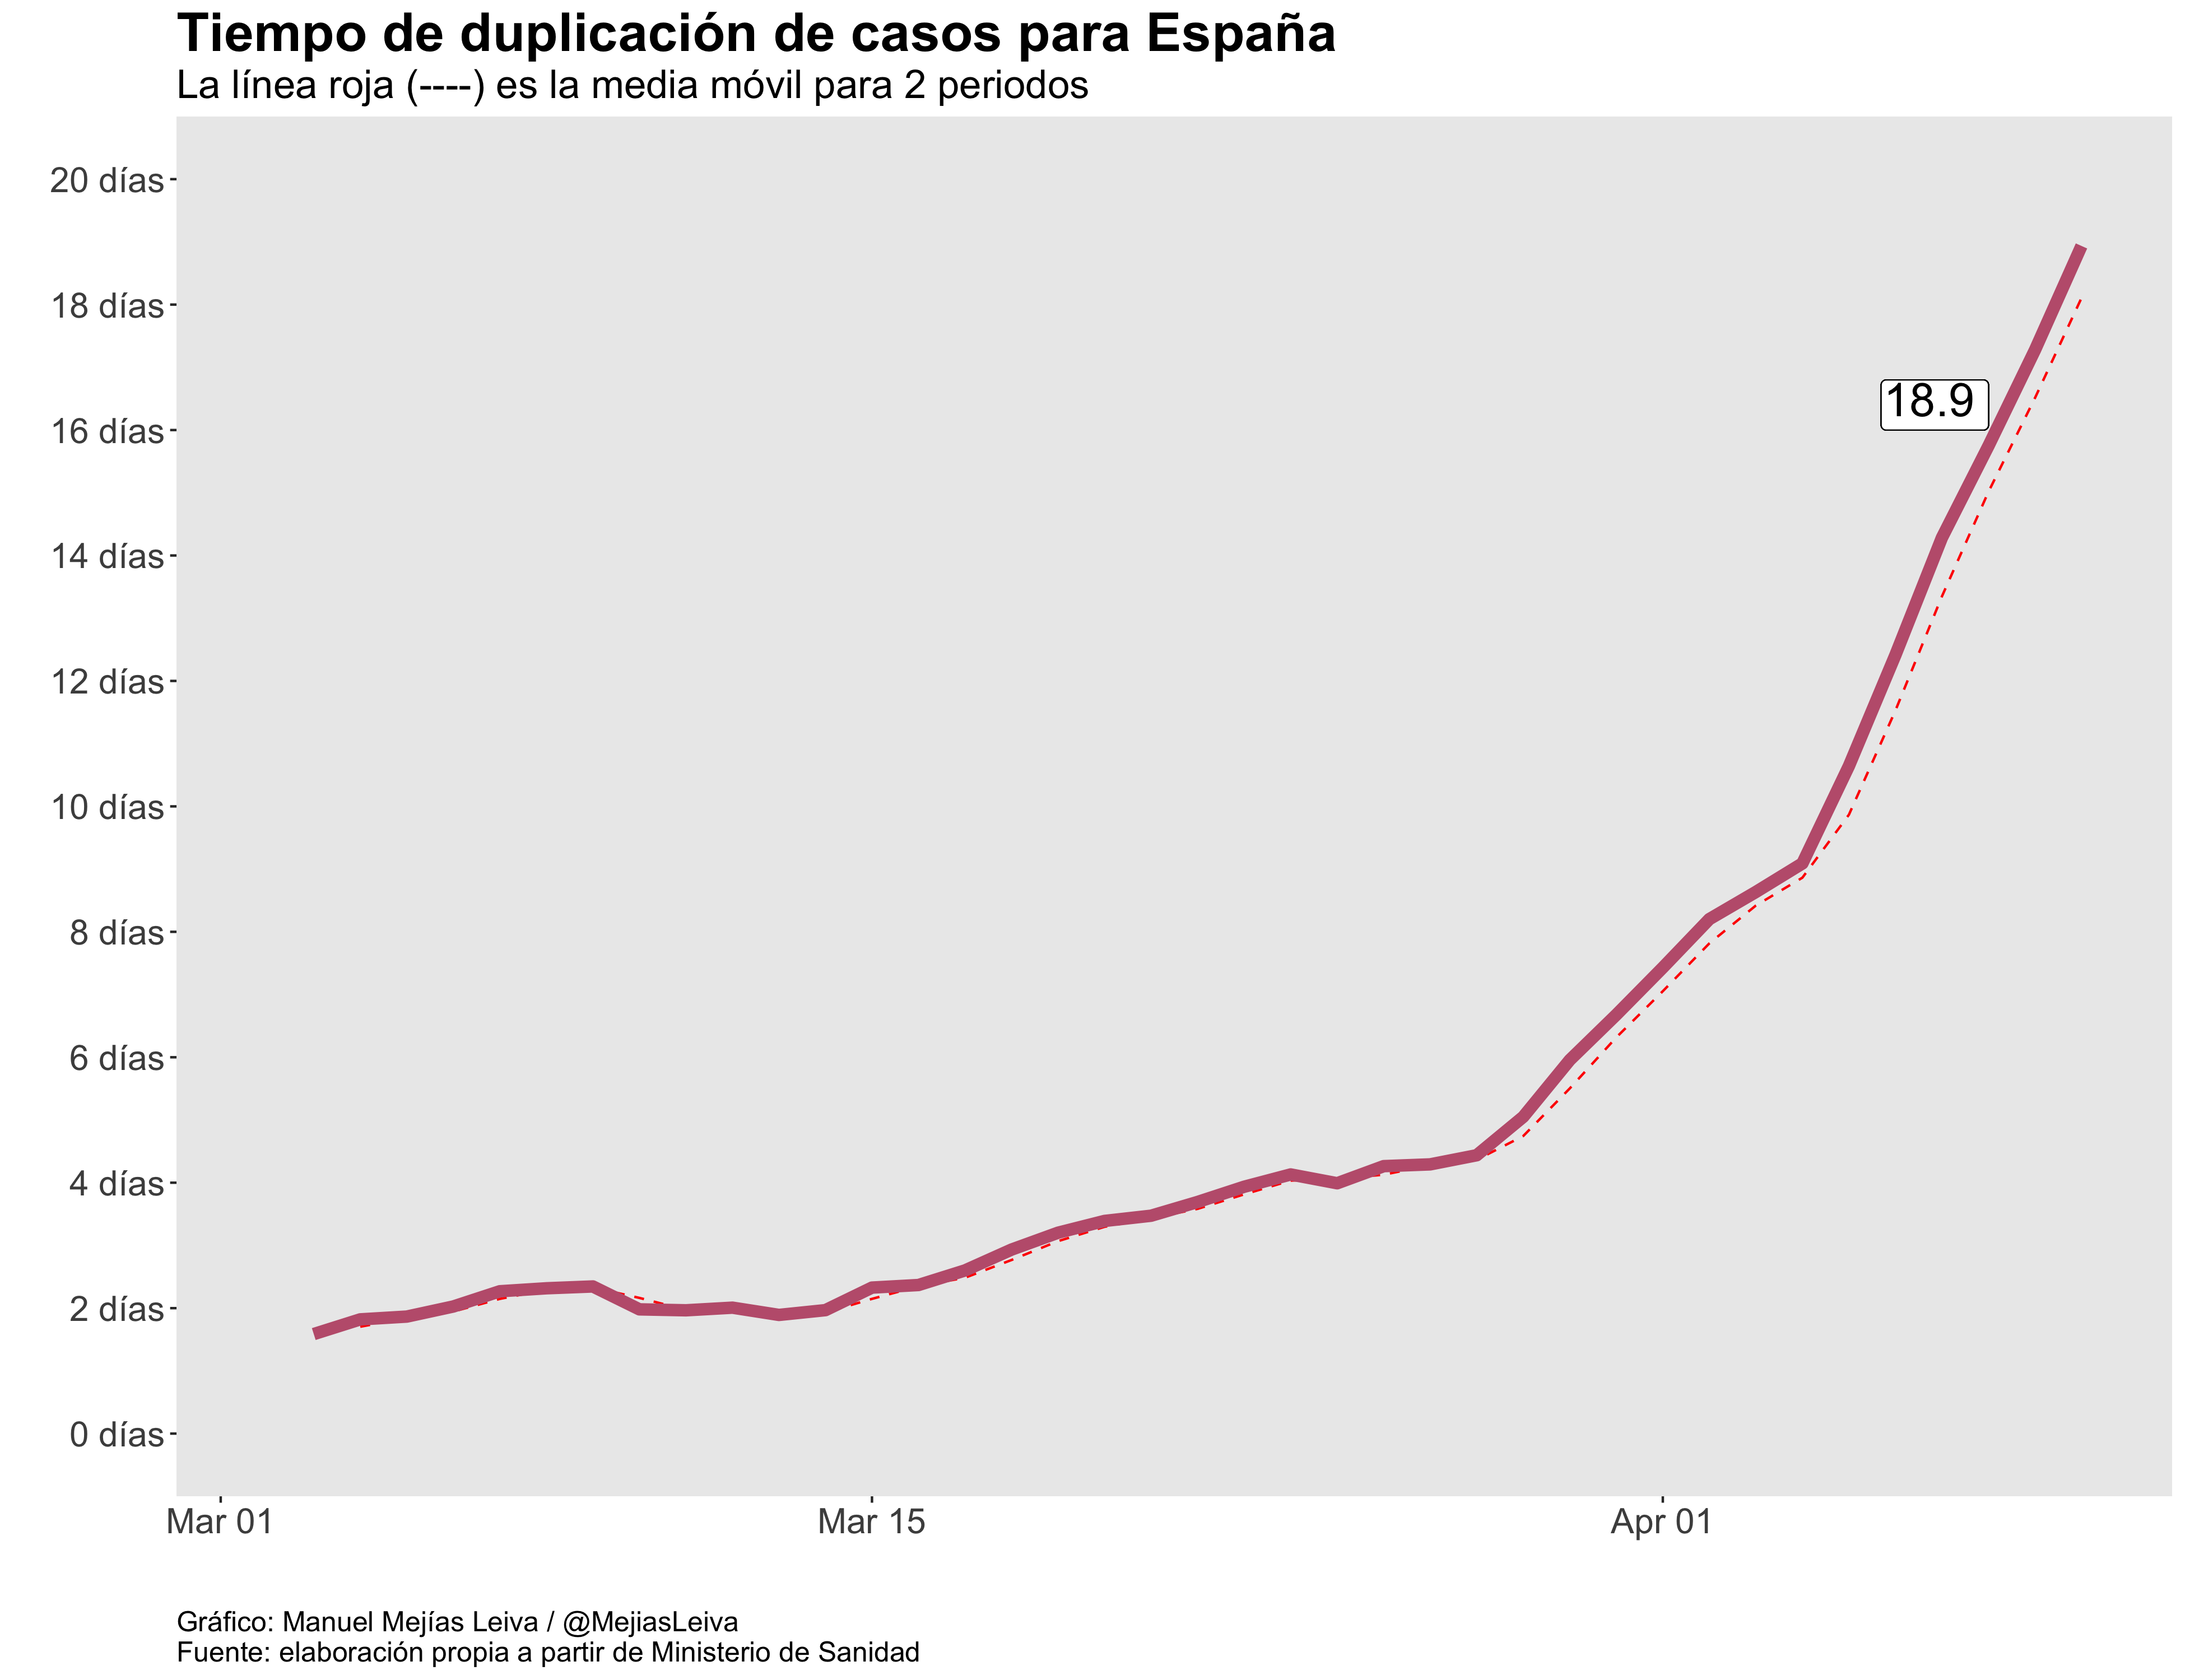 Tiempo de duplicación de casos para España
La línea roja (----) es la media móvil para 2 periodos
20 días
18 días
18.9
16 días
14 días
12 días
10 días
8 días
6 días
4 días
2 días
0 días
Mar 01 Mar 15 Apr 01
Gráfico: Manuel Mejías Leiva / @MejiasLeiva
Fuente: elaboración propia a partir de Ministerio de Sanidad